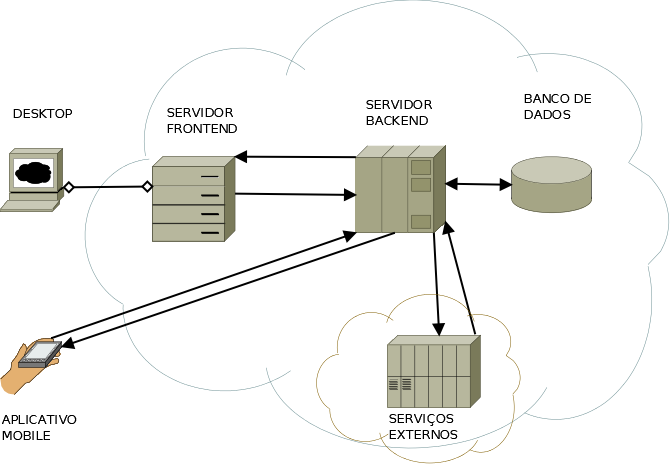 DESKTOP
SERVIDOR
FRONTEND
SERVIDOR
BACKEND
BANCO DE
DADOS
APLICATIVO
MOBILE
SERVIÇOS
EXTERNOS